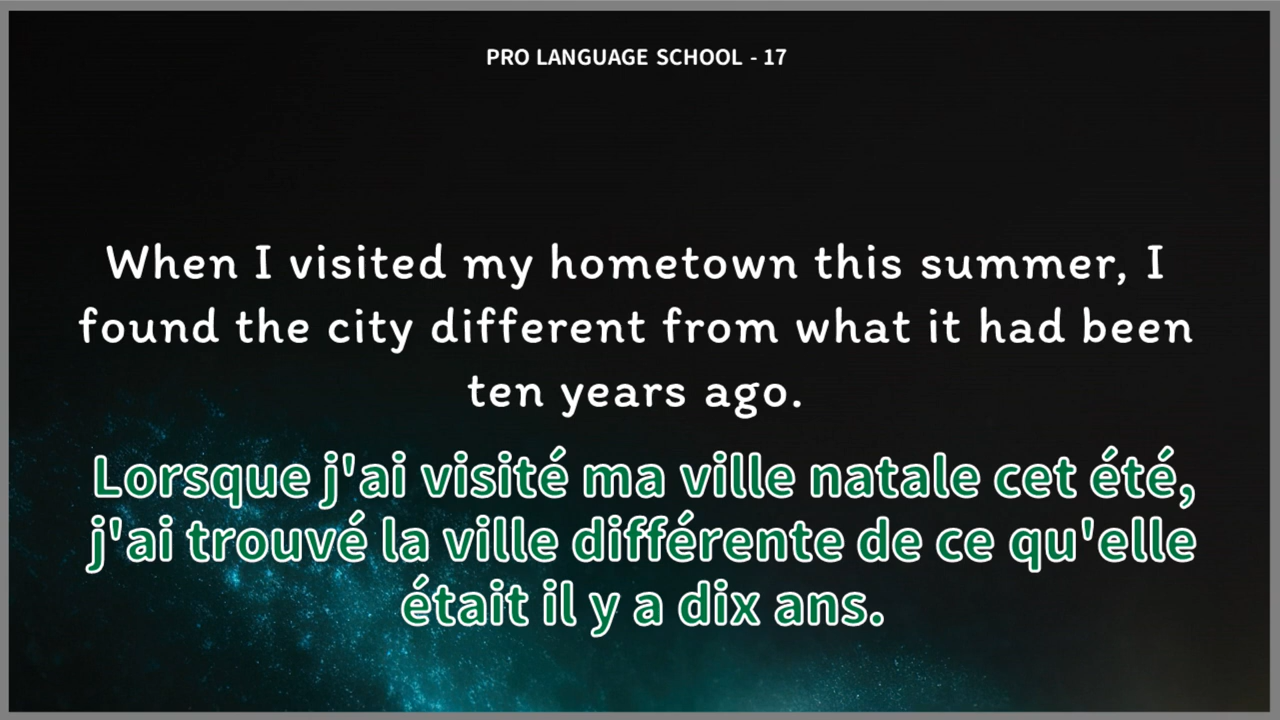 PRO LANGUAGE SCHOOL - 17
When I visited my hometown this summer, I
found the city different from what it had been
ten years ago.
Lorsque j'ai visité ma ville natale cet été,
j'ai trouvé la ville différente de ce qu'elle
était il y a dix ans.